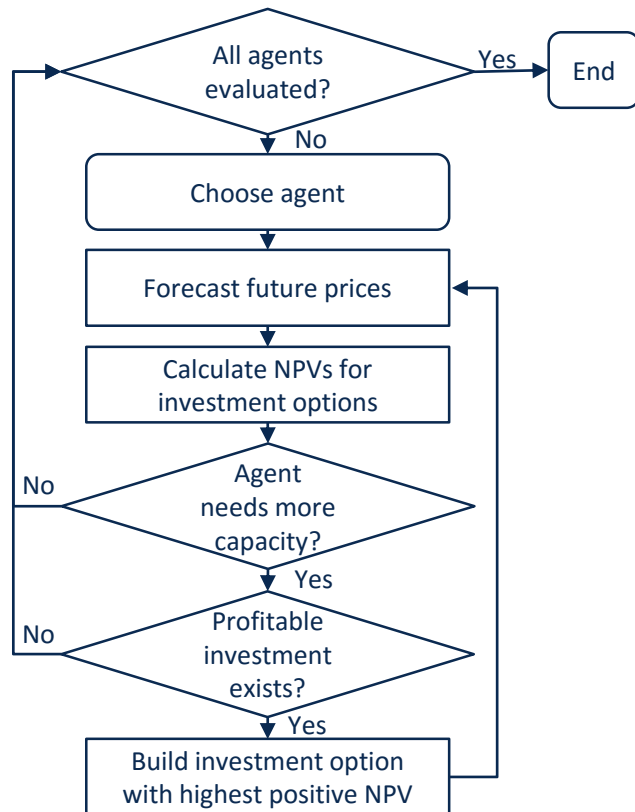 All agents
evaluated?
Yes
End
No
Choose agent
Forecast future prices
Calculate NPVs for
investment options
No
Agent
needs more
capacity?
Yes
No
Profitable
investment
exists?
Yes
Build investment option
with highest positive NPV